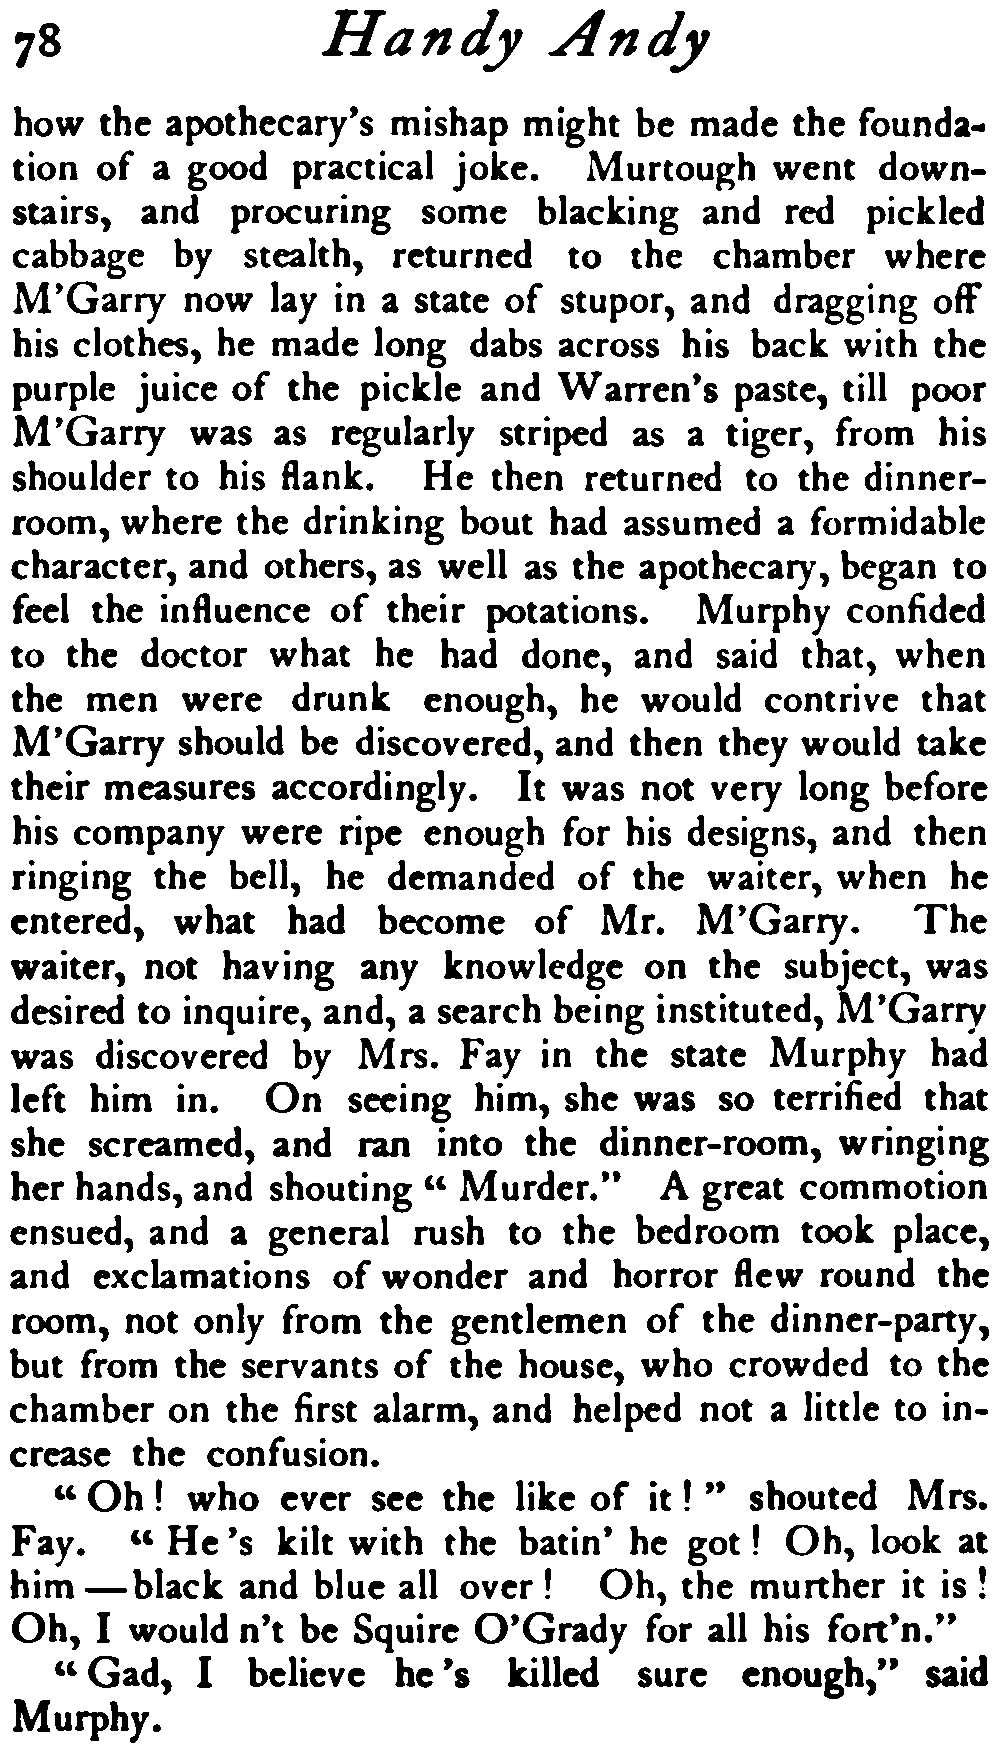 78 Handy Andy
how the apothecary's mishap might be made the founda-
tion of a good practical joke. Murtough went down-
stairs, and procuring some blacking and red pickled
cabbage by stealth, returned to the chamber where
M'Garry now lay in a state of stupor, and dragging off
his clothes, he made long dabs across his back with the
purple juice of the pickle and Warren's paste, till poor
M'Garry was as regularly striped as a tiger, from his
shoulder to his flank. He then returned to the dinner-
room, where the drinking bout had assumed a formidable
character, and others, as well as the apothecary, began to
feel the influence of their potations. Murphy confided
to the doctor what he had done, and said that, when
the men were drunk enough, he would contrive that
M'Garry should be discovered, and then they would take
their measures accordingly. It was not very long before
his company were ripe enough for his designs, and then
ringing the bell, he demanded of the waiter, when he
entered, what had become of Mr. M'Garry. The
waiter, not having any knowledge on the subject, was
desired to inquire, and, a search being instituted, M'Garry
was discovered by Mrs. Fay in the state Murphy had
left him in. On seeing him, she was so terrified that
she screamed, and ran into the dinner-room, wringing
her hands, and shouting “ Murder.” A great commotion
ensued, and a general rush to the bedroom took place,
and exclamations of wonder and horror flew round the
room, not only from the gentlemen of the dinner-party,
but from the servants of the house, who crowded to the
chamber on the first alarm, and helped not a little to in-
crease the confusion.
“ Oh ! who ever see the like of it ! ” shouted Mrs.
Fay. “ He 's kilt with the batin' he got ! Oh, look at
him — black and blue all over ! Oh, the murther it is !
Oh, I would n't be Squire O'Grady for all his fort'n.”
“ Gad, I believe he 's killed sure enough,” said
Murphy.